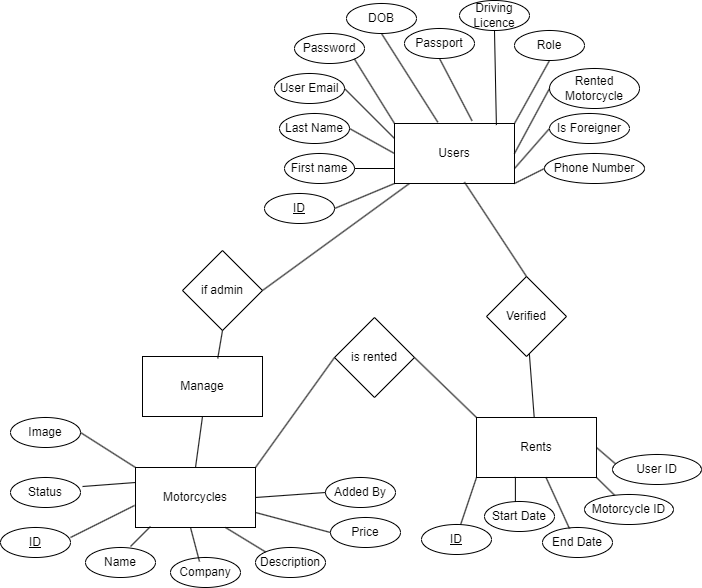 DOB
Driving
Licence
Password
Passport
Role
User Email
Rented
Motorcycle
Last Name
Is Foreigner
Users
First name
Phone Number
ID
if admin
Verified
is rented
Manage
Image
Rents
User ID
Status
Motorcycles
Added By
Motorcycle ID
Start Date
ID
Price
ID
End Date
Name
Company
Description